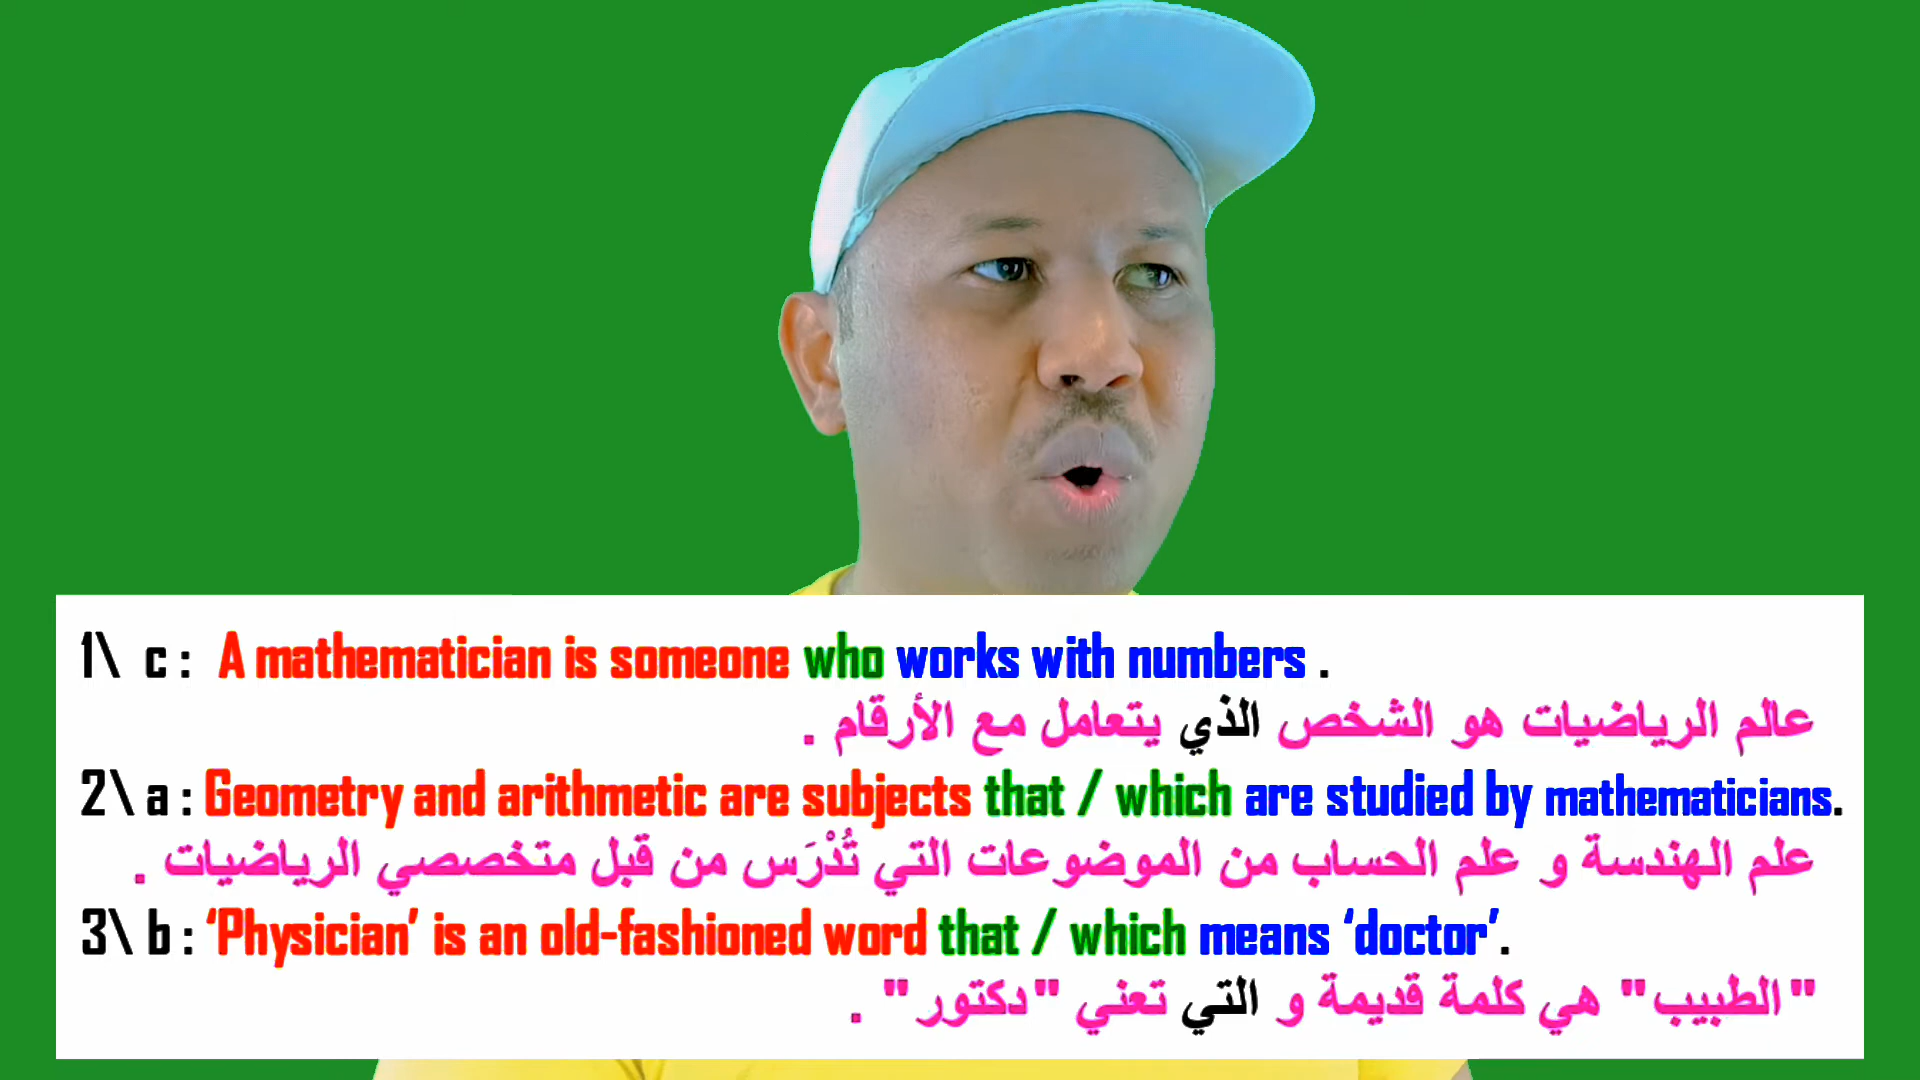 1\ c : A mathematician is someone who works with numbers .
عالم الرياضيات هو الشخص الذي يتعامل مع الأرقام .
2\ a : Geometry and arithmetic are subjects that / which are studied by mathematicians.
علم الهندسة و علم الحساب من الموضوعات التي تُدْرَس من قبل متخصصي الرياضيات .
3\ b : ‘Physician’ is an old-fashioned word that / which means ‘doctor’.
"الطبيب" هي كلمة قديمة و التي تعني "دكتور" .